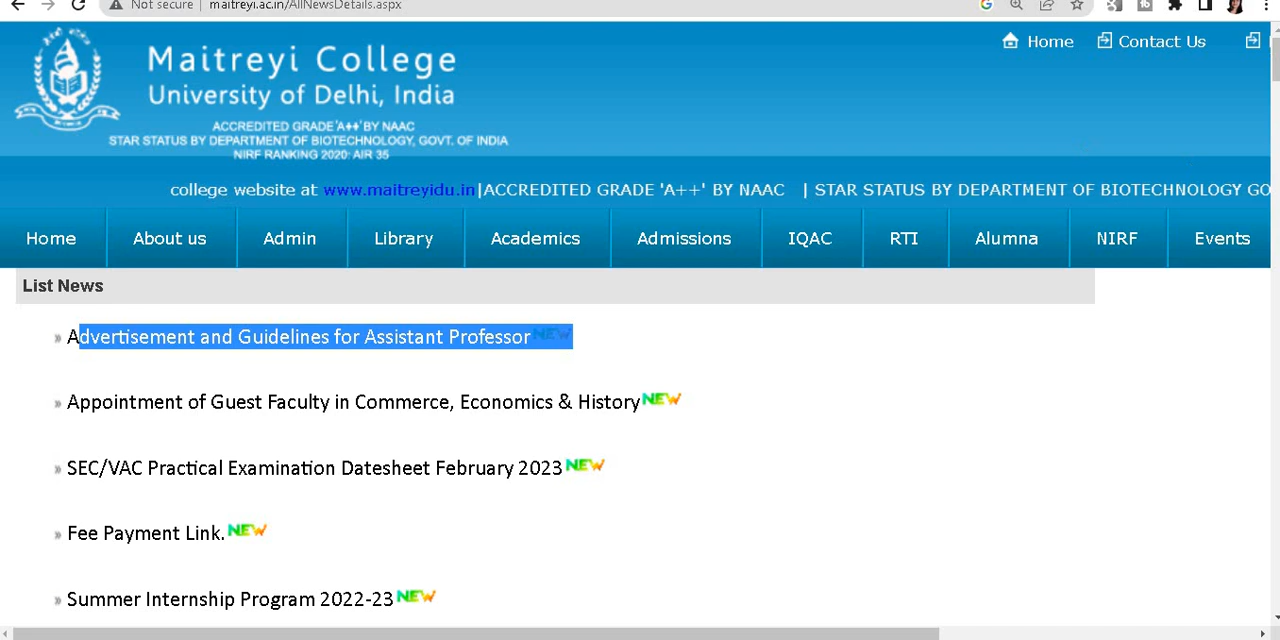 Not secure | maitreyi.ac.in/AllNewsDetails.aspx
Maitreyi College
University of Delhi, India
ACCREDITED GRADE 'A++' BY NAAC
STAR STATUS BY DEPARTMENT OF BIOTECHNOLOGY, GOVT. OF INDIA
NIRF RANKING 2020: AIR 35
Home Contact Us
college website at www.maitreyidu.in|ACCREDITED GRADE 'A++' BY NAAC | STAR STATUS BY DEPARTMENT OF BIOTECHNOLOGY GO
Home About us Admin Library Academics Admissions IQAC RTI Alumna NIRF Events
List News
» Advertisement and Guidelines for Assistant Professor NEW
» Appointment of Guest Faculty in Commerce, Economics & History NEW
» SEC/VAC Practical Examination Datesheet February 2023 NEW
» Fee Payment Link. NEW
» Summer Internship Program 2022-23 NEW